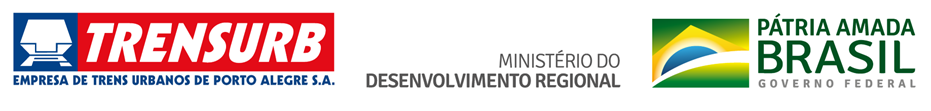 TRENSURB
EMPRESA DE TRENS URBANOS DE PORTO ALEGRE S.A.
MINISTÉRIO DO
DESENVOLVIMENTO REGIONAL
PÁTRIA AMADA
BRASIL
GOVERNO FEDERAL